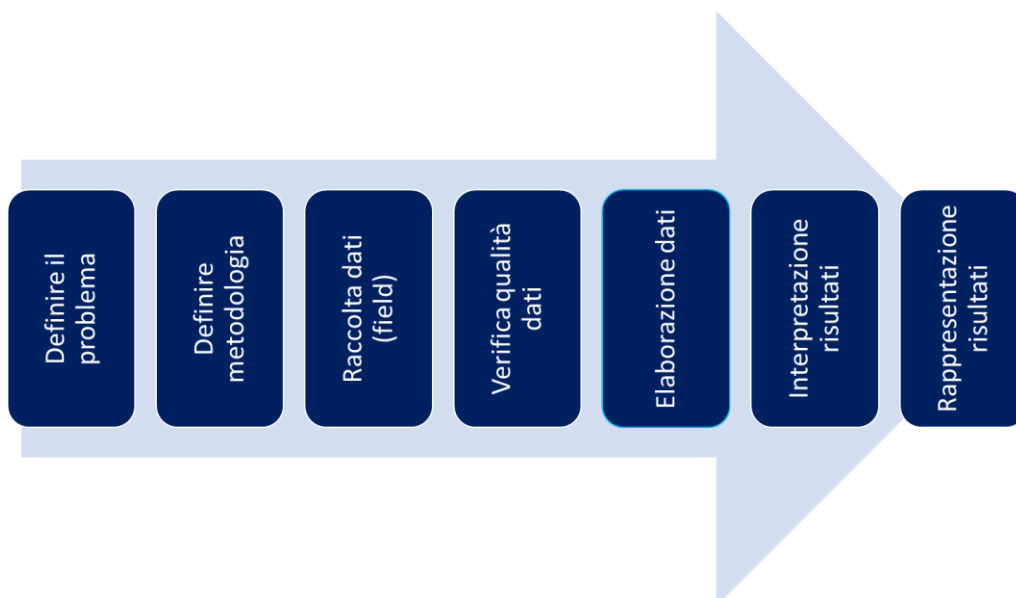 Definire il
problema
Definire
metodologia
Raccolta dati
(field)
Verifica qualità
dati
Elaborazione dati
Interpretazione
risultati
Rappresentazione
risultati